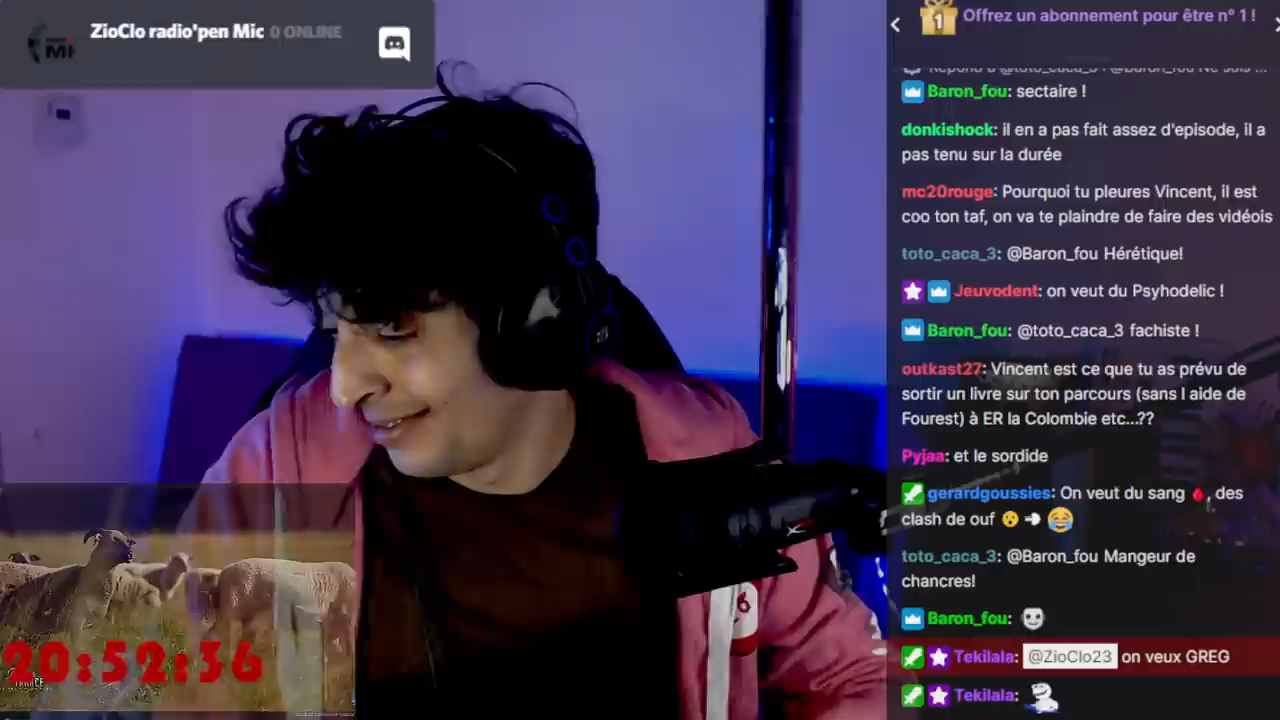 ZioClo radio'pen Mic 0 ONLINE
MI
Offrez un abonnement pour être n° 1 !
1
Baron_fou: sectaire !
donkishock: il en a pas fait assez d'episode, il a
pas tenu sur la durée
mc20rouge: Pourquoi tu pleures Vincent, il est
coo ton taf, on va te plaindre de faire des vidéois
toto_caca_3: @Baron_fou Hérétique!
Jeuvodent: on veut du Psyhodelic !
Baron_fou: @toto_caca_3 fachiste !
outkast27: Vincent est ce que tu as prévu de
sortir un livre sur ton parcours (sans l aide de
Fourest) à ER la Colombie etc...??
Pyjaa: et le sordide
gerardgoussies: On veut du sang 🩸, des
clash de ouf 😯 💨 😂
toto_caca_3: @Baron_fou Mangeur de
chancres!
Baron_fou:
Tekilala: @ZioClo23 on veux GREG
Tekilala:
20:52:36